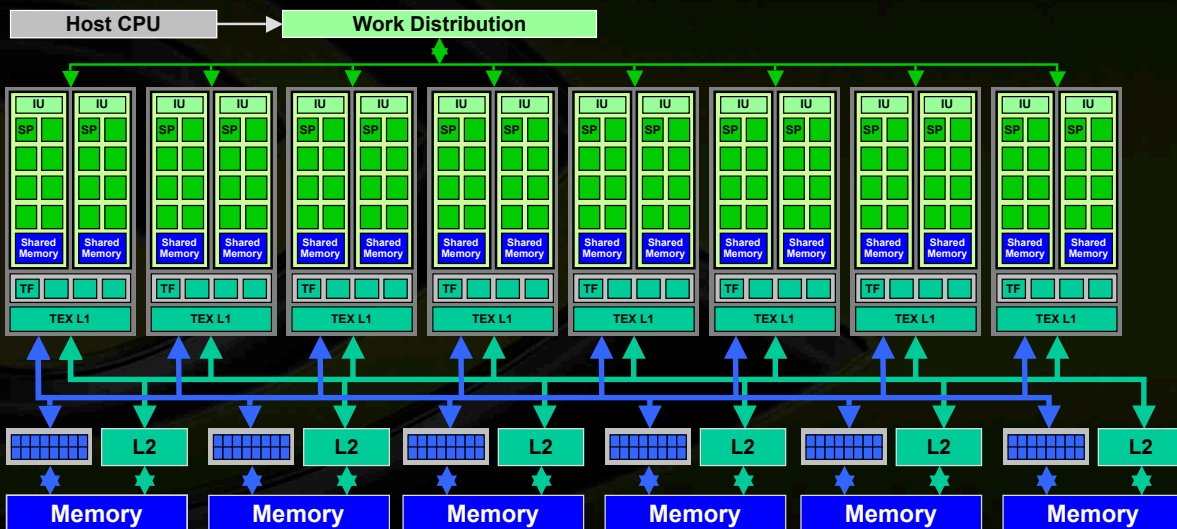 Host CPU
Work Distribution
IU IU IU IU IU IU IU IU IU IU IU IU IU IU IU IU
SP SP SP SP SP SP SP SP SP SP SP SP SP SP SP SP
Shared Shared Shared Shared Shared Shared Shared Shared Shared Shared Shared Shared Shared Shared Shared Shared
Memory Memory Memory Memory Memory Memory Memory Memory Memory Memory Memory Memory Memory Memory Memory Memory
TF TF TF TF TF TF TF TF
TEX L1 TEX L1 TEX L1 TEX L1 TEX L1 TEX L1 TEX L1 TEX L1
L2 L2 L2 L2 L2 L2
Memory Memory Memory Memory Memory Memory